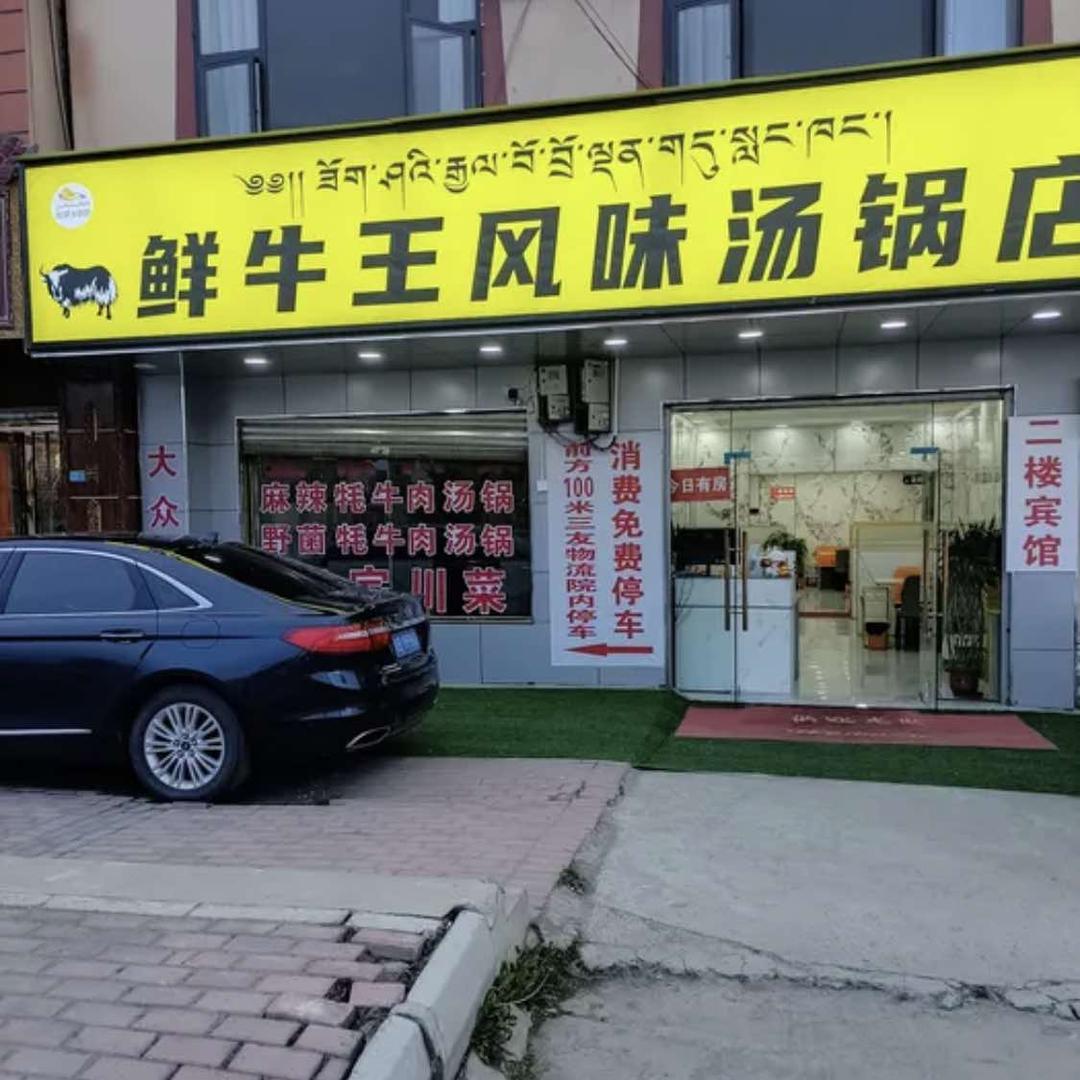 ༄༅།། ཟོག་ཤའི་རྒྱལ་པོ་བྲོ་ལྡན་གདུ་སླང་ཁང་།
鲜牛王风味汤锅店
大众
麻辣牦牛肉汤锅
野菌牦牛肉汤锅
川菜
消费免费停车
前方100米三友物流院内停车
今日有房
二楼宾馆